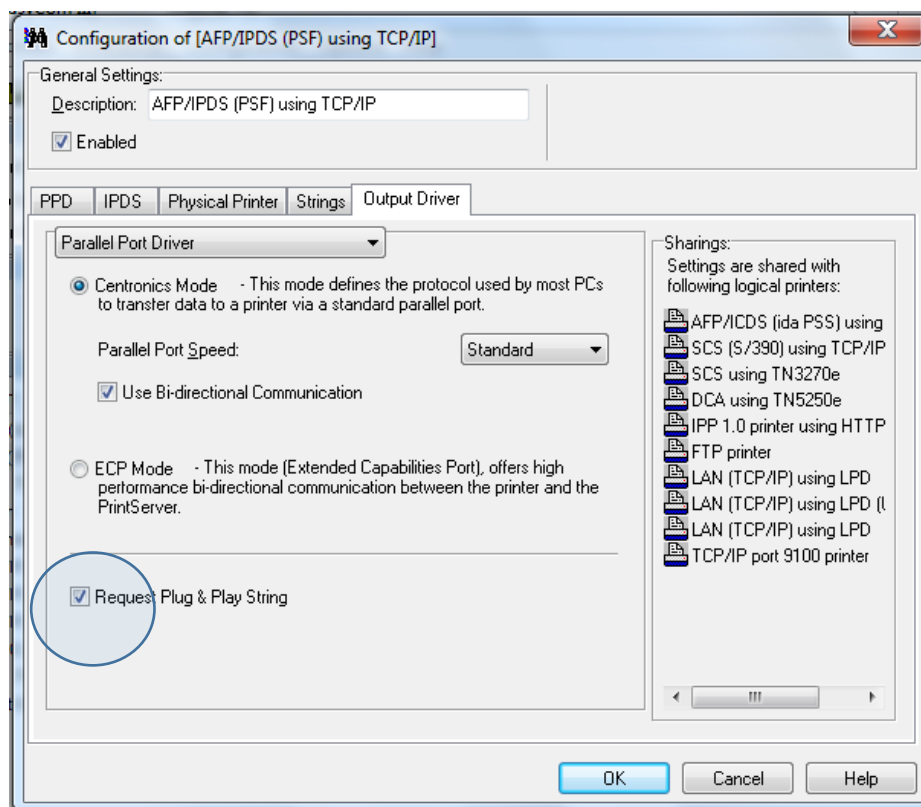 Configuration of [AFP/IPDS (PSF) using TCP/IP]
X
General Settings:
Description: AFP/IPDS (PSF) using TCP/IP
Enabled
PPD IPDS Physical Printer Strings Output Driver
Parallel Port Driver
Centronics Mode - This mode defines the protocol used by most PCs
to transfer data to a printer via a standard parallel port.
Parallel Port Speed: Standard
Use Bi-directional Communication
ECP Mode - This mode (Extended Capabilities Port), offers high
performance bi-directional communication between the printer and the
PrintServer.
Request Plug & Play String
Sharings:
Settings are shared with
following logical printers:
AFP/ICDS (ida PSS) using
SCS (S/390) using TCP/IP
SCS using TN3270e
DCA using TN5250e
IPP 1.0 printer using HTTP
FTP printer
LAN (TCP/IP) using LPD
LAN (TCP/IP) using LPD (
LAN (TCP/IP) using LPD
TCP/IP port 9100 printer
OK Cancel Help